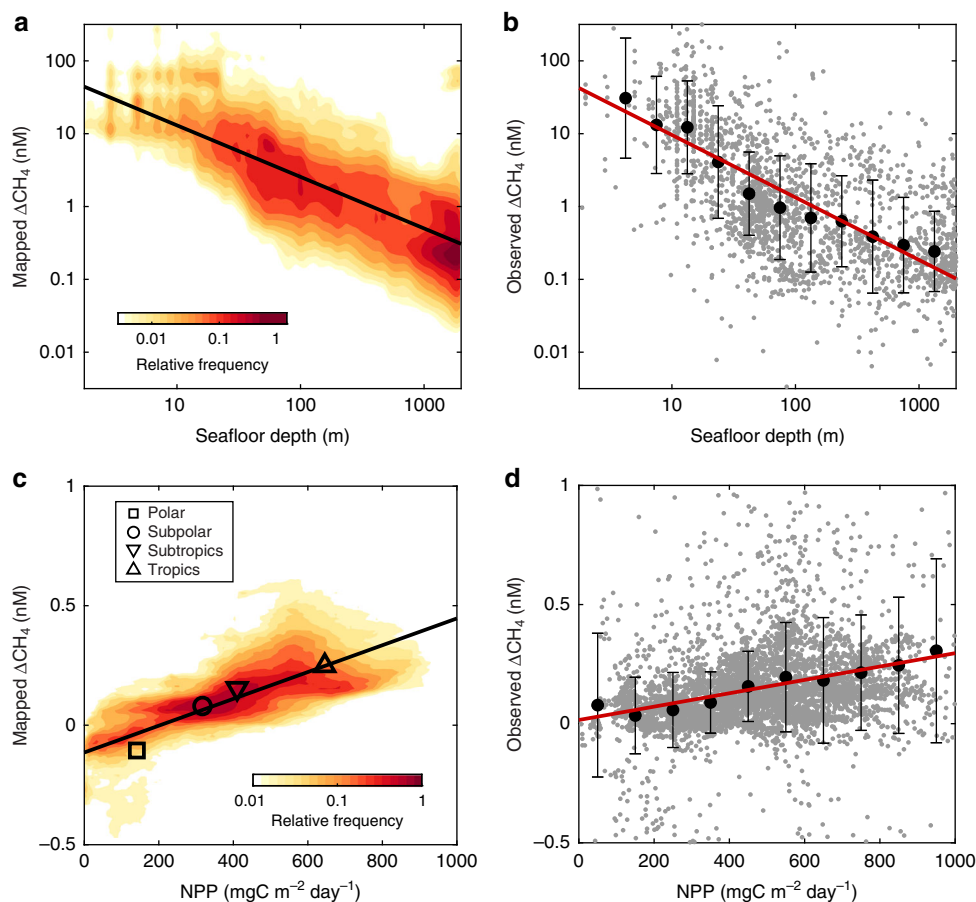 a
Mapped ΔCH4 (nM)
100
10
1
0.1
0.01
0.01 0.1 1
Relative frequency
10 100 1000
Seafloor depth (m)
b
Observed ΔCH4 (nM)
100
10
1
0.1
0.01
10 100 1000
Seafloor depth (m)
c
Mapped ΔCH4 (nM)
1
0.5
0
−0.5
Polar
Subpolar
Subtropics
Tropics
0.01 0.1 1
Relative frequency
0 200 400 600 800 1000
NPP (mgC m−2 day−1)
d
Observed ΔCH4 (nM)
1
0.5
0
−0.5
0 200 400 600 800 1000
NPP (mgC m−2 day−1)